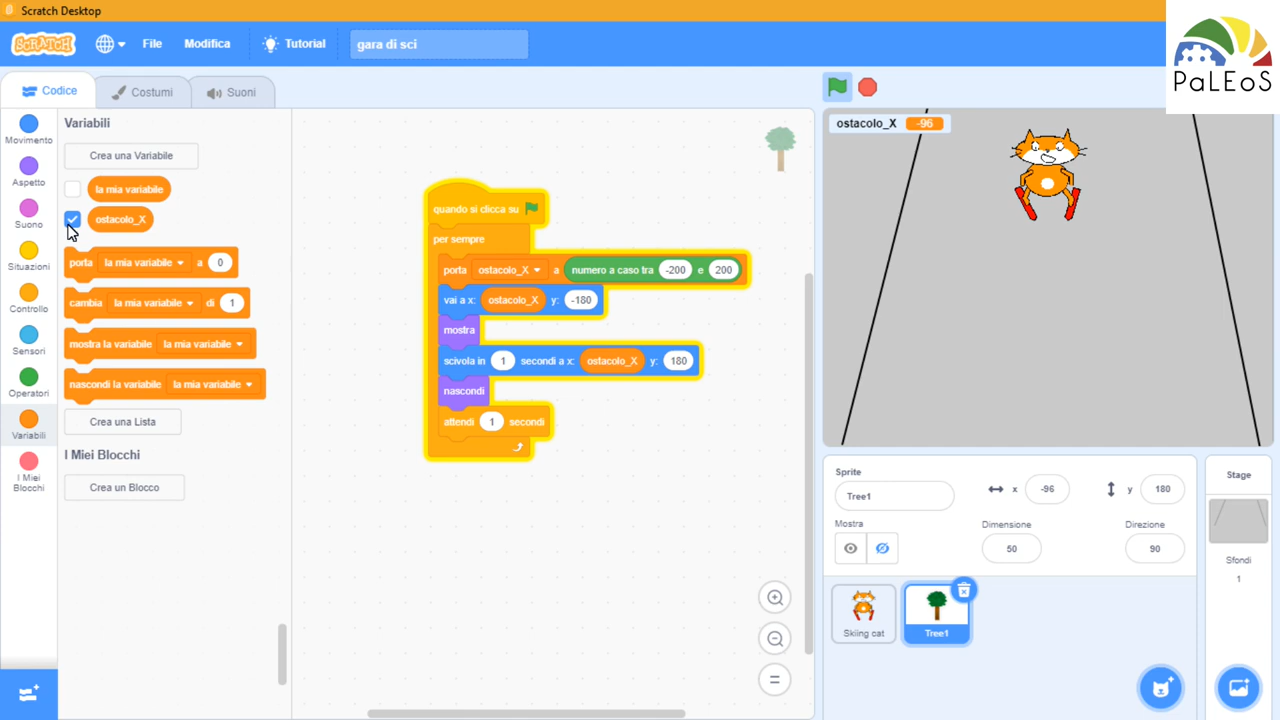 Scratch Desktop
SCRATCH
File
Modifica
Tutorial
gara di sci
PaLEoS
Codice
Costumi
Suoni
Movimento
Aspetto
Suono
Situazioni
Controllo
Sensori
Operatori
Variabili
I Miei
Blocchi
Variabili
Crea una Variabile
la mia variabile
ostacolo_X
porta la mia variabile a 0
cambia la mia variabile di 1
mostra la variabile la mia variabile
nascondi la variabile la mia variabile
Crea una Lista
I Miei Blocchi
Crea un Blocco
quando si clicca su
per sempre
porta ostacolo_X a numero a caso tra -200 e 200
vai a x: ostacolo_X y: -180
mostra
scivola in 1 secondi a x: ostacolo_X y: 180
nascondi
attendi 1 secondi
ostacolo_X -96
Sprite
Tree1
x -96
y 180
Mostra
Dimensione
50
Direzione
90
Skiing cat
Tree1
Stage
Sfondi
1